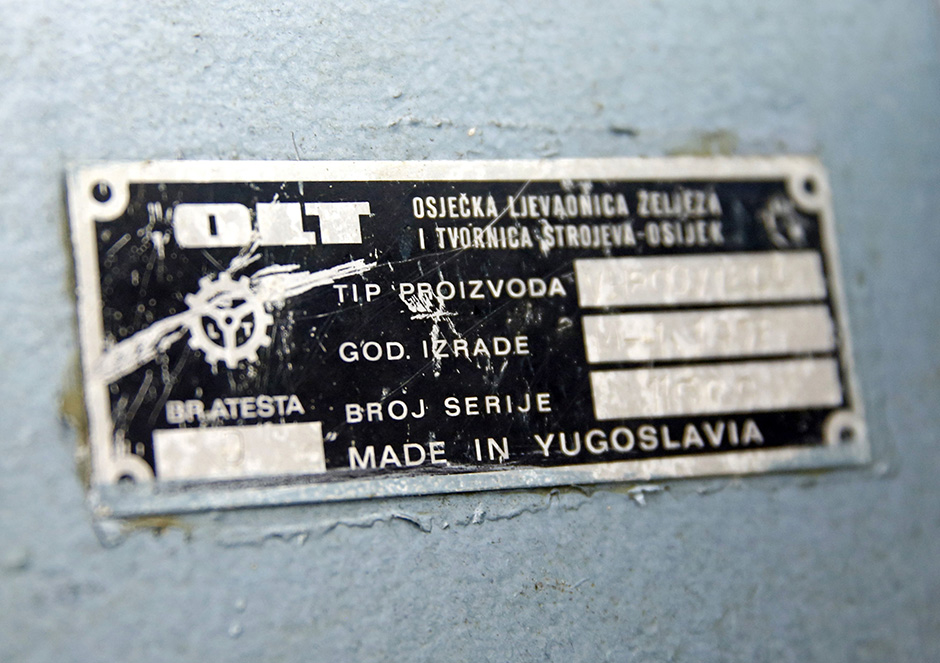 OLT
OSJEČKA LJEVAONICA ŽELJEZA
I TVORNICA STROJEVA-OSIJEK
TIP PROIZVODA
GOD. IZRADE
BR. ATESTA
BROJ SERIJE
MADE IN YUGOSLAVIA